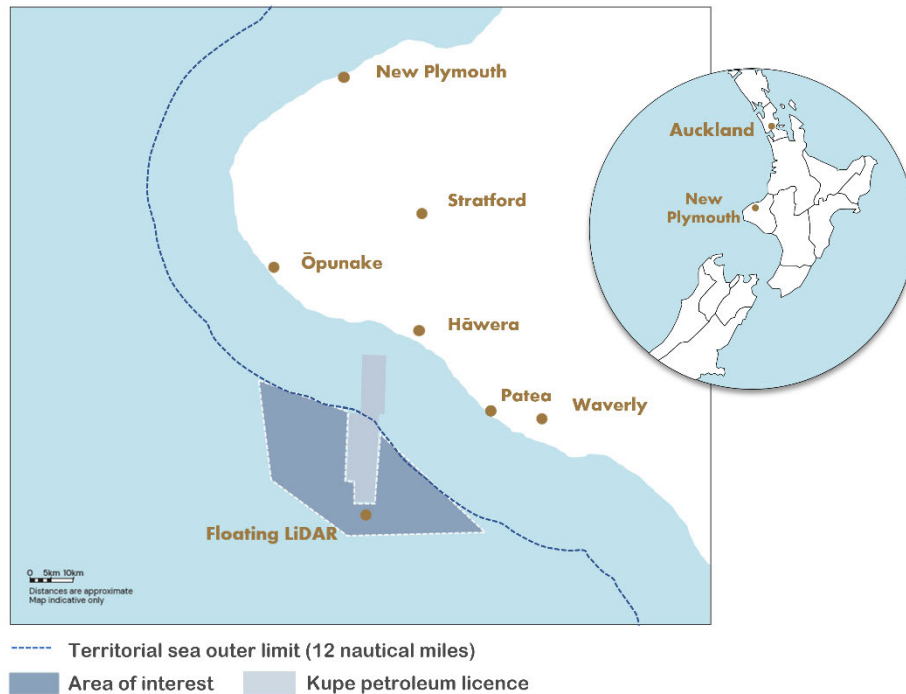 New Plymouth
Auckland
New
Plymouth
Stratford
Ōpunake
Hāwera
Patea
Waverly
Floating LiDAR
0 5km 10km
Distances are approximate
Map indicative only
Territorial sea outer limit (12 nautical miles)
Area of interest
Kupe petroleum licence